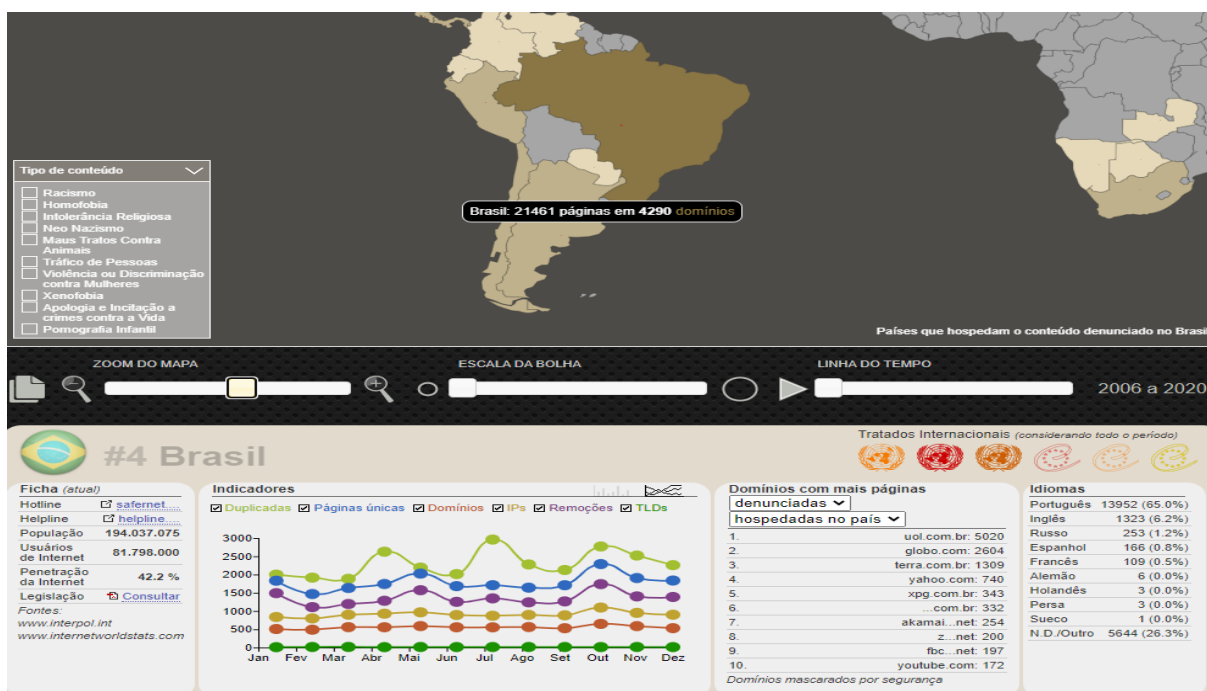 Tipo de conteúdo
Racismo
Homofobia
Intolerância Religiosa
Neo Nazismo
Maus Tratos Contra
Animais
Tráfico de Pessoas
Violência ou Discriminação
contra Mulheres
Xenofobia
Apologia e Incitação a
crimes contra a Vida
Pornografia Infantil
Brasil: 21461 páginas em 4290 domínios
Países que hospedam o conteúdo denunciado no Brasil
ZOOM DO MAPA
ESCALA DA BOLHA
LINHA DO TEMPO
2006 a 2020
#4 Brasil
Tratados Internacionais (considerando todo o período)
Ficha (atual)
Hotline safernet....
Helpline helpline....
População 194.037.075
Usuários
de Internet 81.798.000
Penetração
da Internet 42.2 %
Legislação Consultar
Fontes:
www.interpol.int
www.internetworldstats.com
Indicadores
Duplicadas Páginas únicas Domínios IPs Remoções TLDs
3000
2500
2000
1500
1000
500
0
Jan Fev Mar Abr Mai Jun Jul Ago Set Out Nov Dez
Domínios com mais páginas
denunciadas
hospedadas no país
1. uol.com.br: 5020
2. globo.com: 2604
3. terra.com.br: 1309
4. yahoo.com: 740
5. xpg.com.br: 343
6. ...com.br: 332
7. akamai...net: 254
8. z...net: 200
9. fbc...net: 197
10. youtube.com: 172
Domínios mascarados por segurança
Idiomas
Português 13952 (65.0%)
Inglês 1323 (6.2%)
Russo 253 (1.2%)
Espanhol 166 (0.8%)
Francês 109 (0.5%)
Alemão 6 (0.0%)
Holandês 3 (0.0%)
Persa 3 (0.0%)
Sueco 1 (0.0%)
N.D./Outro 5644 (26.3%)